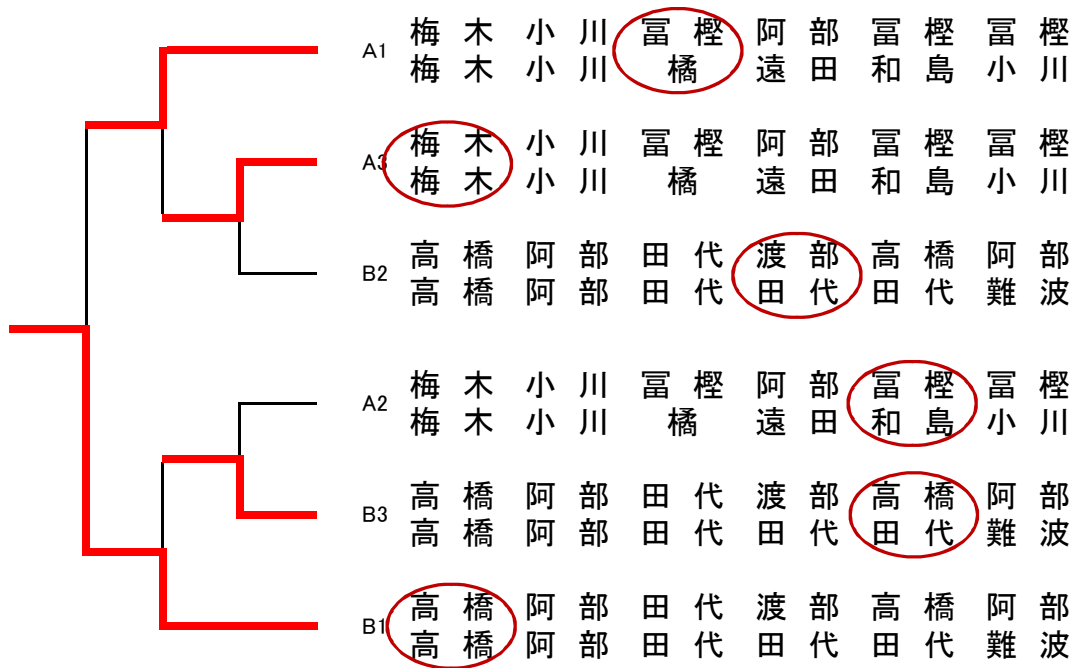 梅木 小川 冨樫 阿部 冨樫 冨樫
A1
梅木 小川 橘 遠田 和島 小川
梅木 小川 冨樫 阿部 冨樫 冨樫
A3
梅木 小川 橘 遠田 和島 小川
高橋 阿部 田代 渡部 高橋 阿部
B2
高橋 阿部 田代 田代 田代 難波
梅木 小川 冨樫 阿部 冨樫 冨樫
A2
梅木 小川 橘 遠田 和島 小川
高橋 阿部 田代 渡部 高橋 阿部
B3
高橋 阿部 田代 田代 田代 難波
高橋 阿部 田代 渡部 高橋 阿部
B1
高橋 阿部 田代 田代 田代 難波